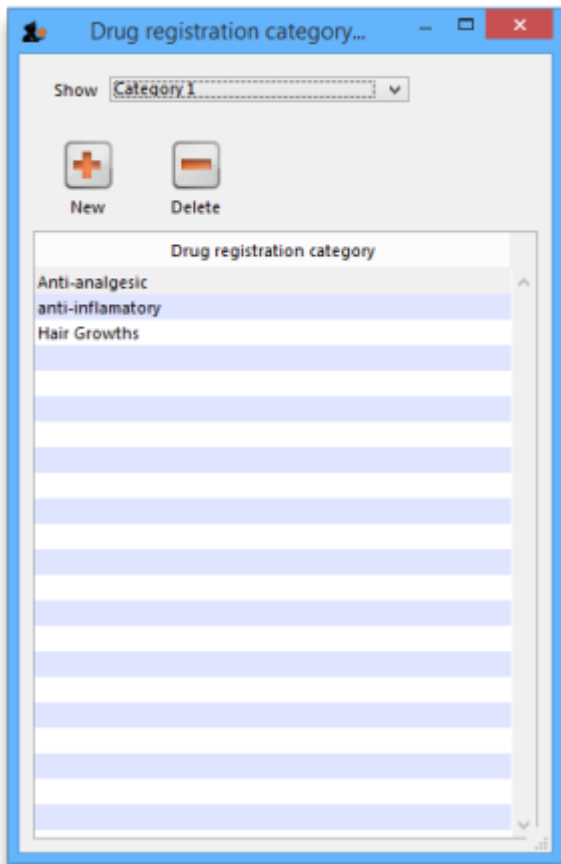 Drug registration category...
Show Category 1
New Delete
Drug registration category
Anti-analgesic
anti-inflamatory
Hair Growths